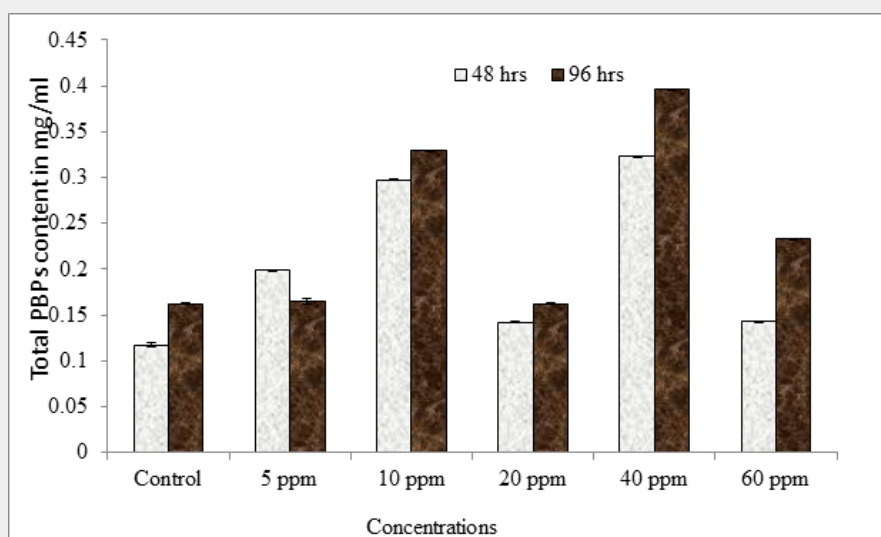 Total PBPs content in mg/ml
0.45
0.4
0.35
0.3
0.25
0.2
0.15
0.1
0.05
0
48 hrs 96 hrs
Control 5 ppm 10 ppm 20 ppm 40 ppm 60 ppm
Concentrations